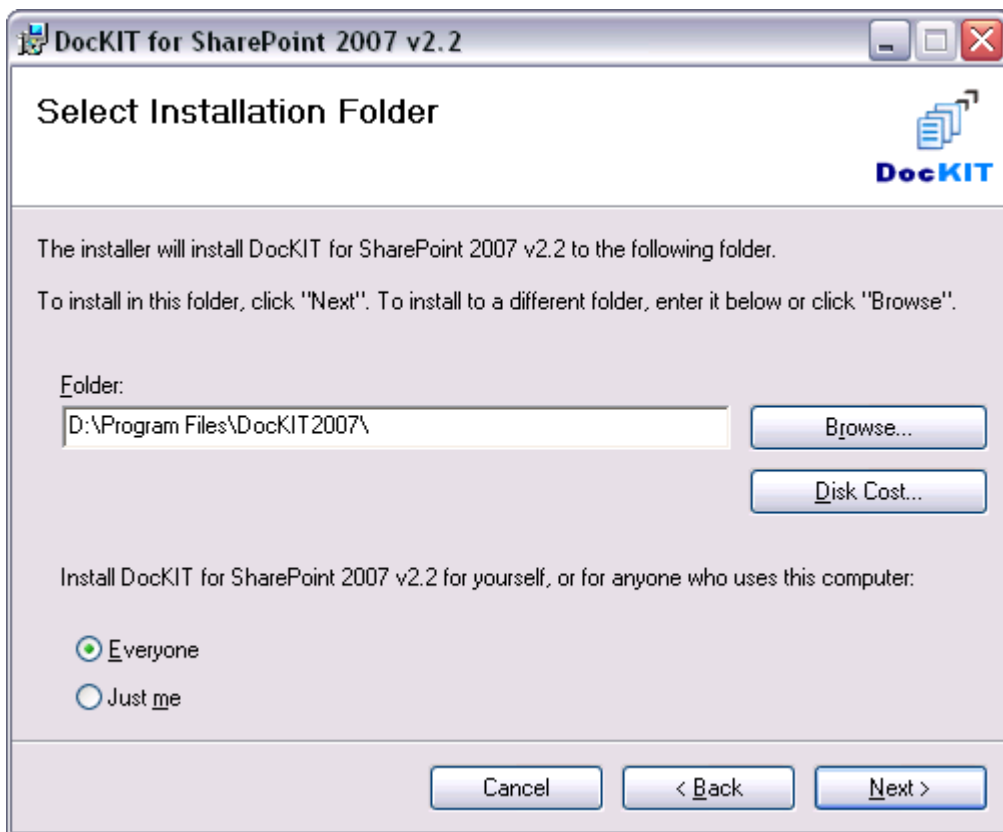 DocKIT for SharePoint 2007 v2.2
Select Installation Folder
DocKIT
The installer will install DocKIT for SharePoint 2007 v2.2 to the following folder.
To install in this folder, click "Next". To install to a different folder, enter it below or click "Browse".
Folder:
D:\Program Files\DocKIT2007\
Browse...
Disk Cost...
Install DocKIT for SharePoint 2007 v2.2 for yourself, or for anyone who uses this computer:
Everyone
Just me
Cancel
< Back
Next >